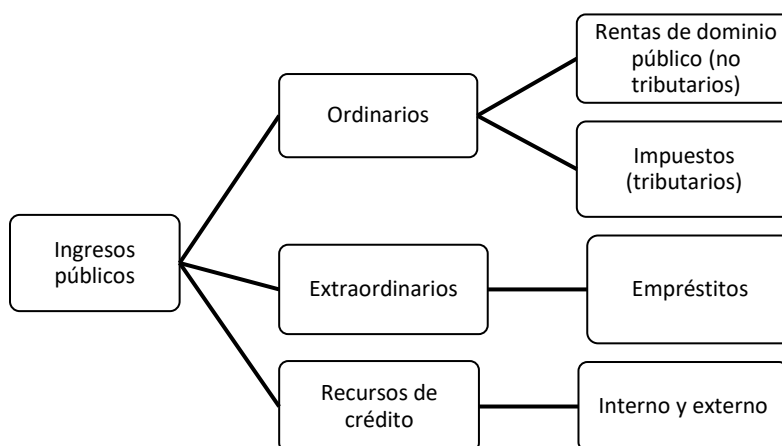 Ingresos
públicos
Ordinarios
Rentas de dominio
público (no
tributarios)
Impuestos
(tributarios)
Extraordinarios
Empréstitos
Recursos de
crédito
Interno y externo